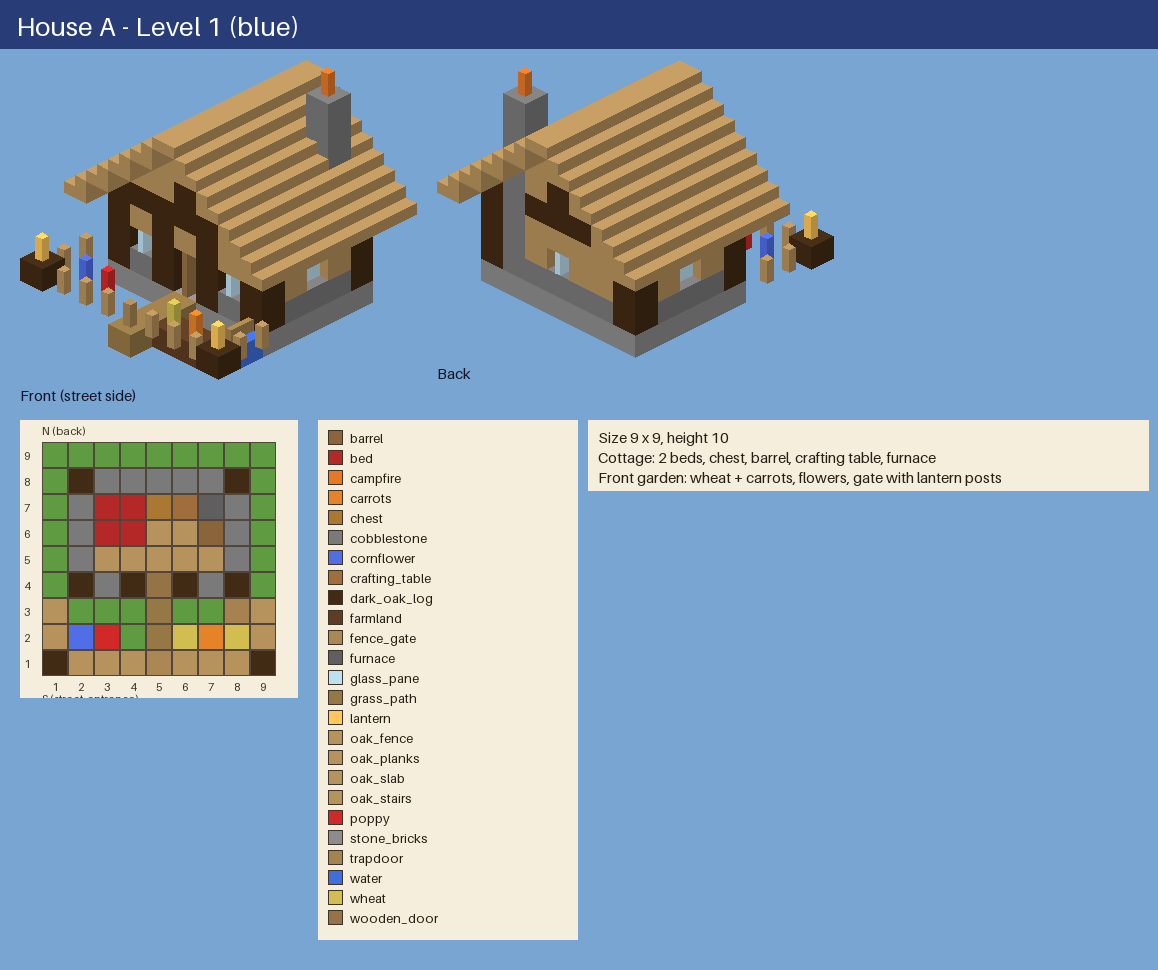 House A - Level 1 (blue)
Back
Front (street side)
N (back)
9
8
7
6
5
4
3
2
1
1 2 3 4 5 6 7 8 9
S (street entrance)
barrel
bed
campfire
carrots
chest
cobblestone
cornflower
crafting_table
dark_oak_log
farmland
fence_gate
furnace
glass_pane
grass_path
lantern
oak_fence
oak_planks
oak_slab
oak_stairs
poppy
stone_bricks
trapdoor
water
wheat
wooden_door
Size 9 x 9, height 10
Cottage: 2 beds, chest, barrel, crafting table, furnace
Front garden: wheat + carrots, flowers, gate with lantern posts